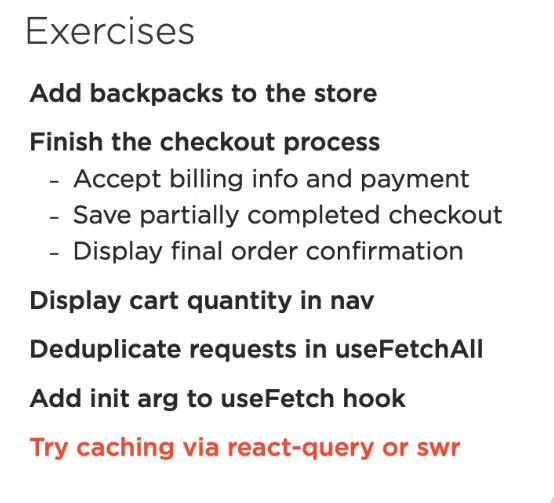 Exercises
Add backpacks to the store
Finish the checkout process
- Accept billing info and payment
- Save partially completed checkout
- Display final order confirmation
Display cart quantity in nav
Deduplicate requests in useFetchAll
Add init arg to useFetch hook
Try caching via react-query or swr